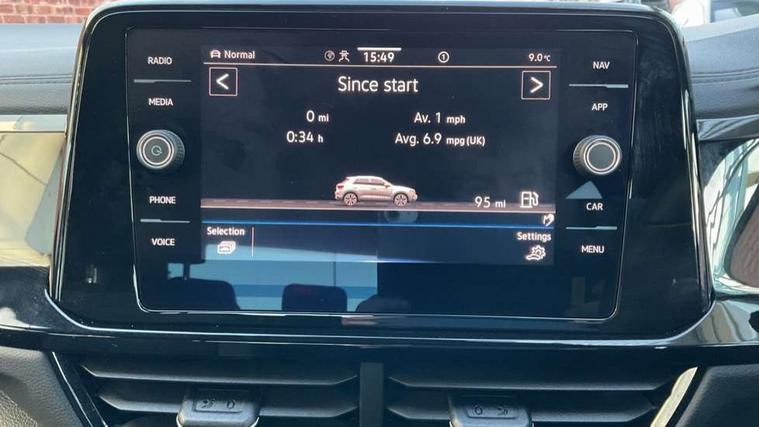 RADIO
MEDIA
PHONE
VOICE
Normal 15:49 1 9.0°C
< Since start >
0 mi Av. 1 mph
0:34 h Avg. 6.9 mpg (UK)
95 mi
Selection Settings
NAV
APP
CAR
MENU